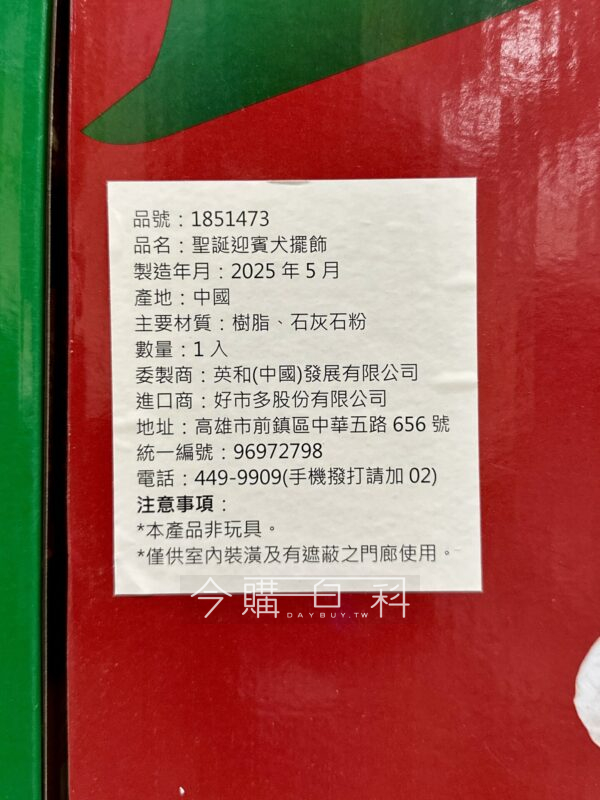 品號：1851473
品名：聖誕迎賓犬擺飾
製造年月：2025 年 5 月
產地：中國
主要材質：樹脂、石灰石粉
數量：1 入
委製商：英和(中國)發展有限公司
進口商：好市多股份有限公司
地址：高雄市前鎮區中華五路 656 號
統一編號：96972798
電話：449-9909(手機撥打請加 02)
注意事項：
*本產品非玩具。
*僅供室內裝潢及有遮蔽之門廊使用。
今購百科
DAYBUY.TW